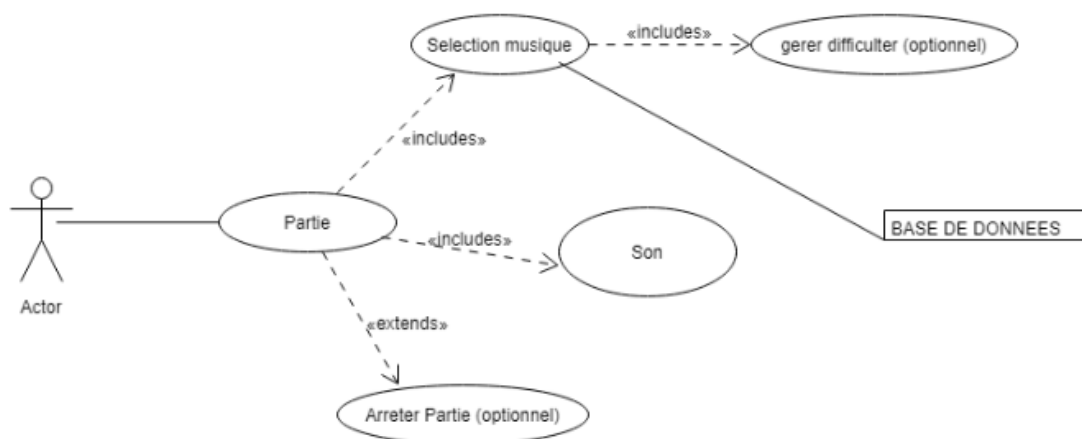 Selection musique
«includes»
gerer difficulter (optionnel)
«includes»
Partie
«includes»
Son
BASE DE DONNEES
Actor
«extends»
Arreter Partie (optionnel)